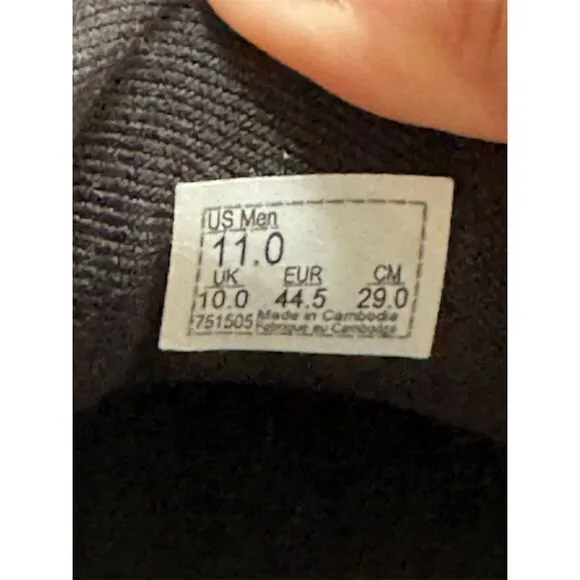 US Men
11.0
UK EUR CM
10.0 44.5 29.0
751505 Made in Cambodia
Fabriqué au Cambodge